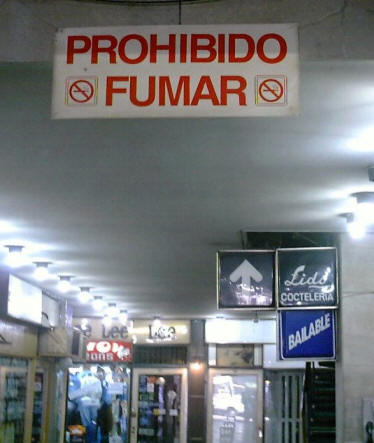 PROHIBIDO
FUMAR
Lido
COCTELERIA
BAILABLE
Lee Lee